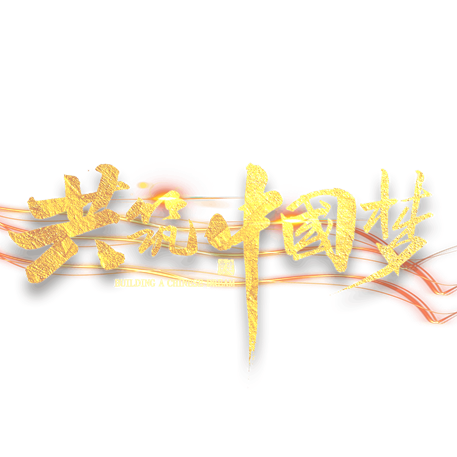 共筑中國梦
BUILDING A CHINESE DREAM